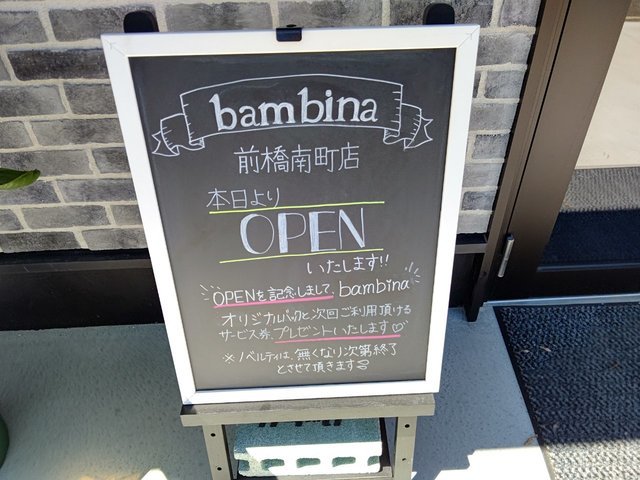 bambina
前橋南町店
本日より
OPEN
いたします!!
OPENを記念しまして、bambina
オリジナルバッグと次回ご利用頂ける
サービス券、プレゼントいたします♡
※ノベルティは、無くなり次第終了
とさせて頂きます